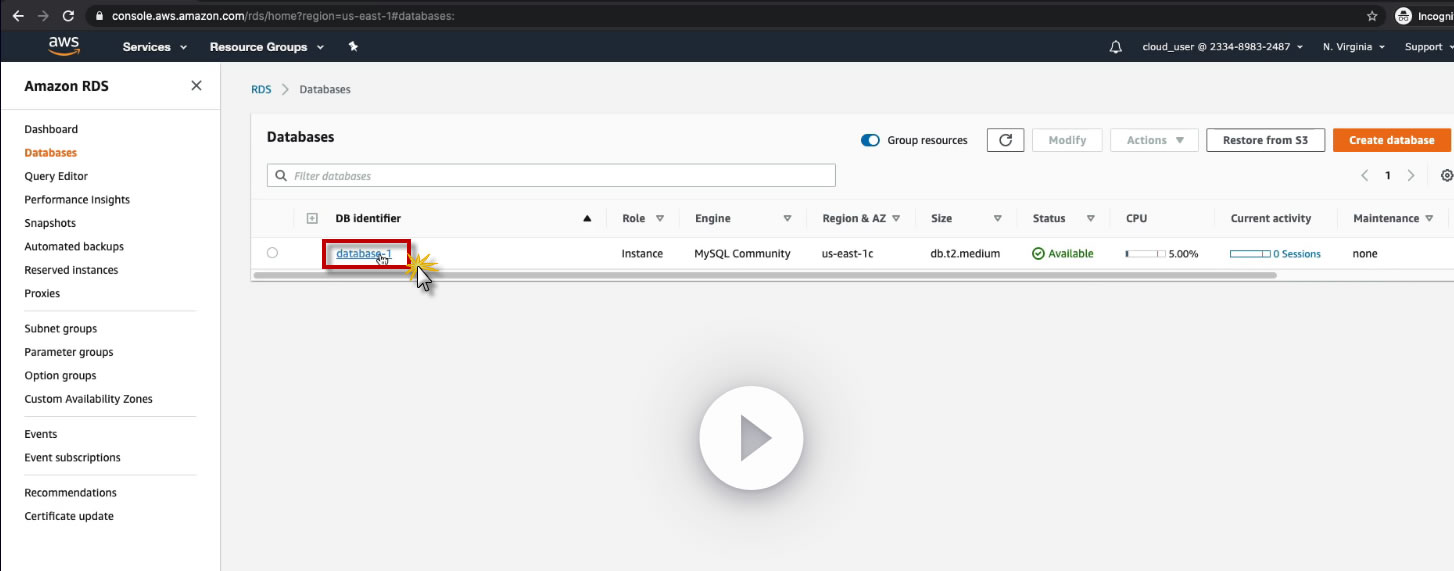 console.aws.amazon.com/rds/home?region=us-east-1#databases:
Incogni
aws Services Resource Groups cloud_user @ 2334-8983-2487 N. Virginia Support
Amazon RDS
Dashboard
Databases
Query Editor
Performance Insights
Snapshots
Automated backups
Reserved instances
Proxies
Subnet groups
Parameter groups
Option groups
Custom Availability Zones
Events
Event subscriptions
Recommendations
Certificate update
RDS > Databases
Databases
Group resources Modify Actions Restore from S3 Create database
Filter databases
1
DB identifier Role Engine Region & AZ Size Status CPU Current activity Maintenance
database-1 Instance MySQL Community us-east-1c db.t2.medium Available 5.00% 0 Sessions none